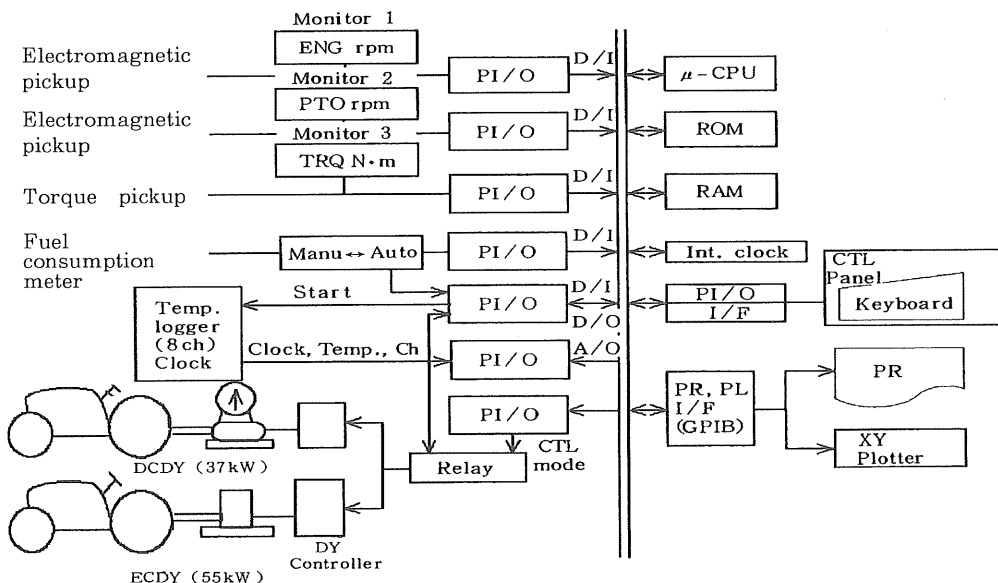 Monitor 1
ENG rpm
Electromagnetic
pickup
PI/O
D/I
μ-CPU
Monitor 2
PTO rpm
Electromagnetic
pickup
PI/O
D/I
ROM
Monitor 3
TRQ N·m
Torque pickup
PI/O
D/I
RAM
Fuel
consumption
meter
Manu ↔ Auto
PI/O
D/I
Int. clock
CTL
Panel
Keyboard
Start
PI/O
D/I
D/O
PI/O
I/F
Temp.
logger
(8ch)
Clock
Clock, Temp., Ch
PI/O
A/O
PI/O
CTL
mode
PR, PL
I/F
(GPIB)
PR
XY
Plotter
DCDY (37kW)
Relay
DY
Controller
ECDY (55kW)